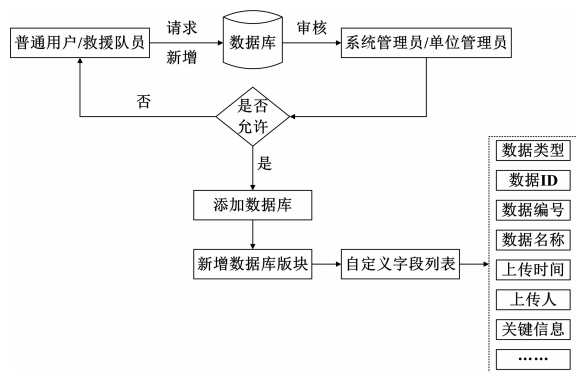 普通用户/救援队员
请求
新增
数据库
审核
系统管理员/单位管理员
否
是否
允许
是
添加数据库
新增数据库版块
自定义字段列表
数据类型
数据ID
数据编号
数据名称
上传时间
上传人
关键信息
……